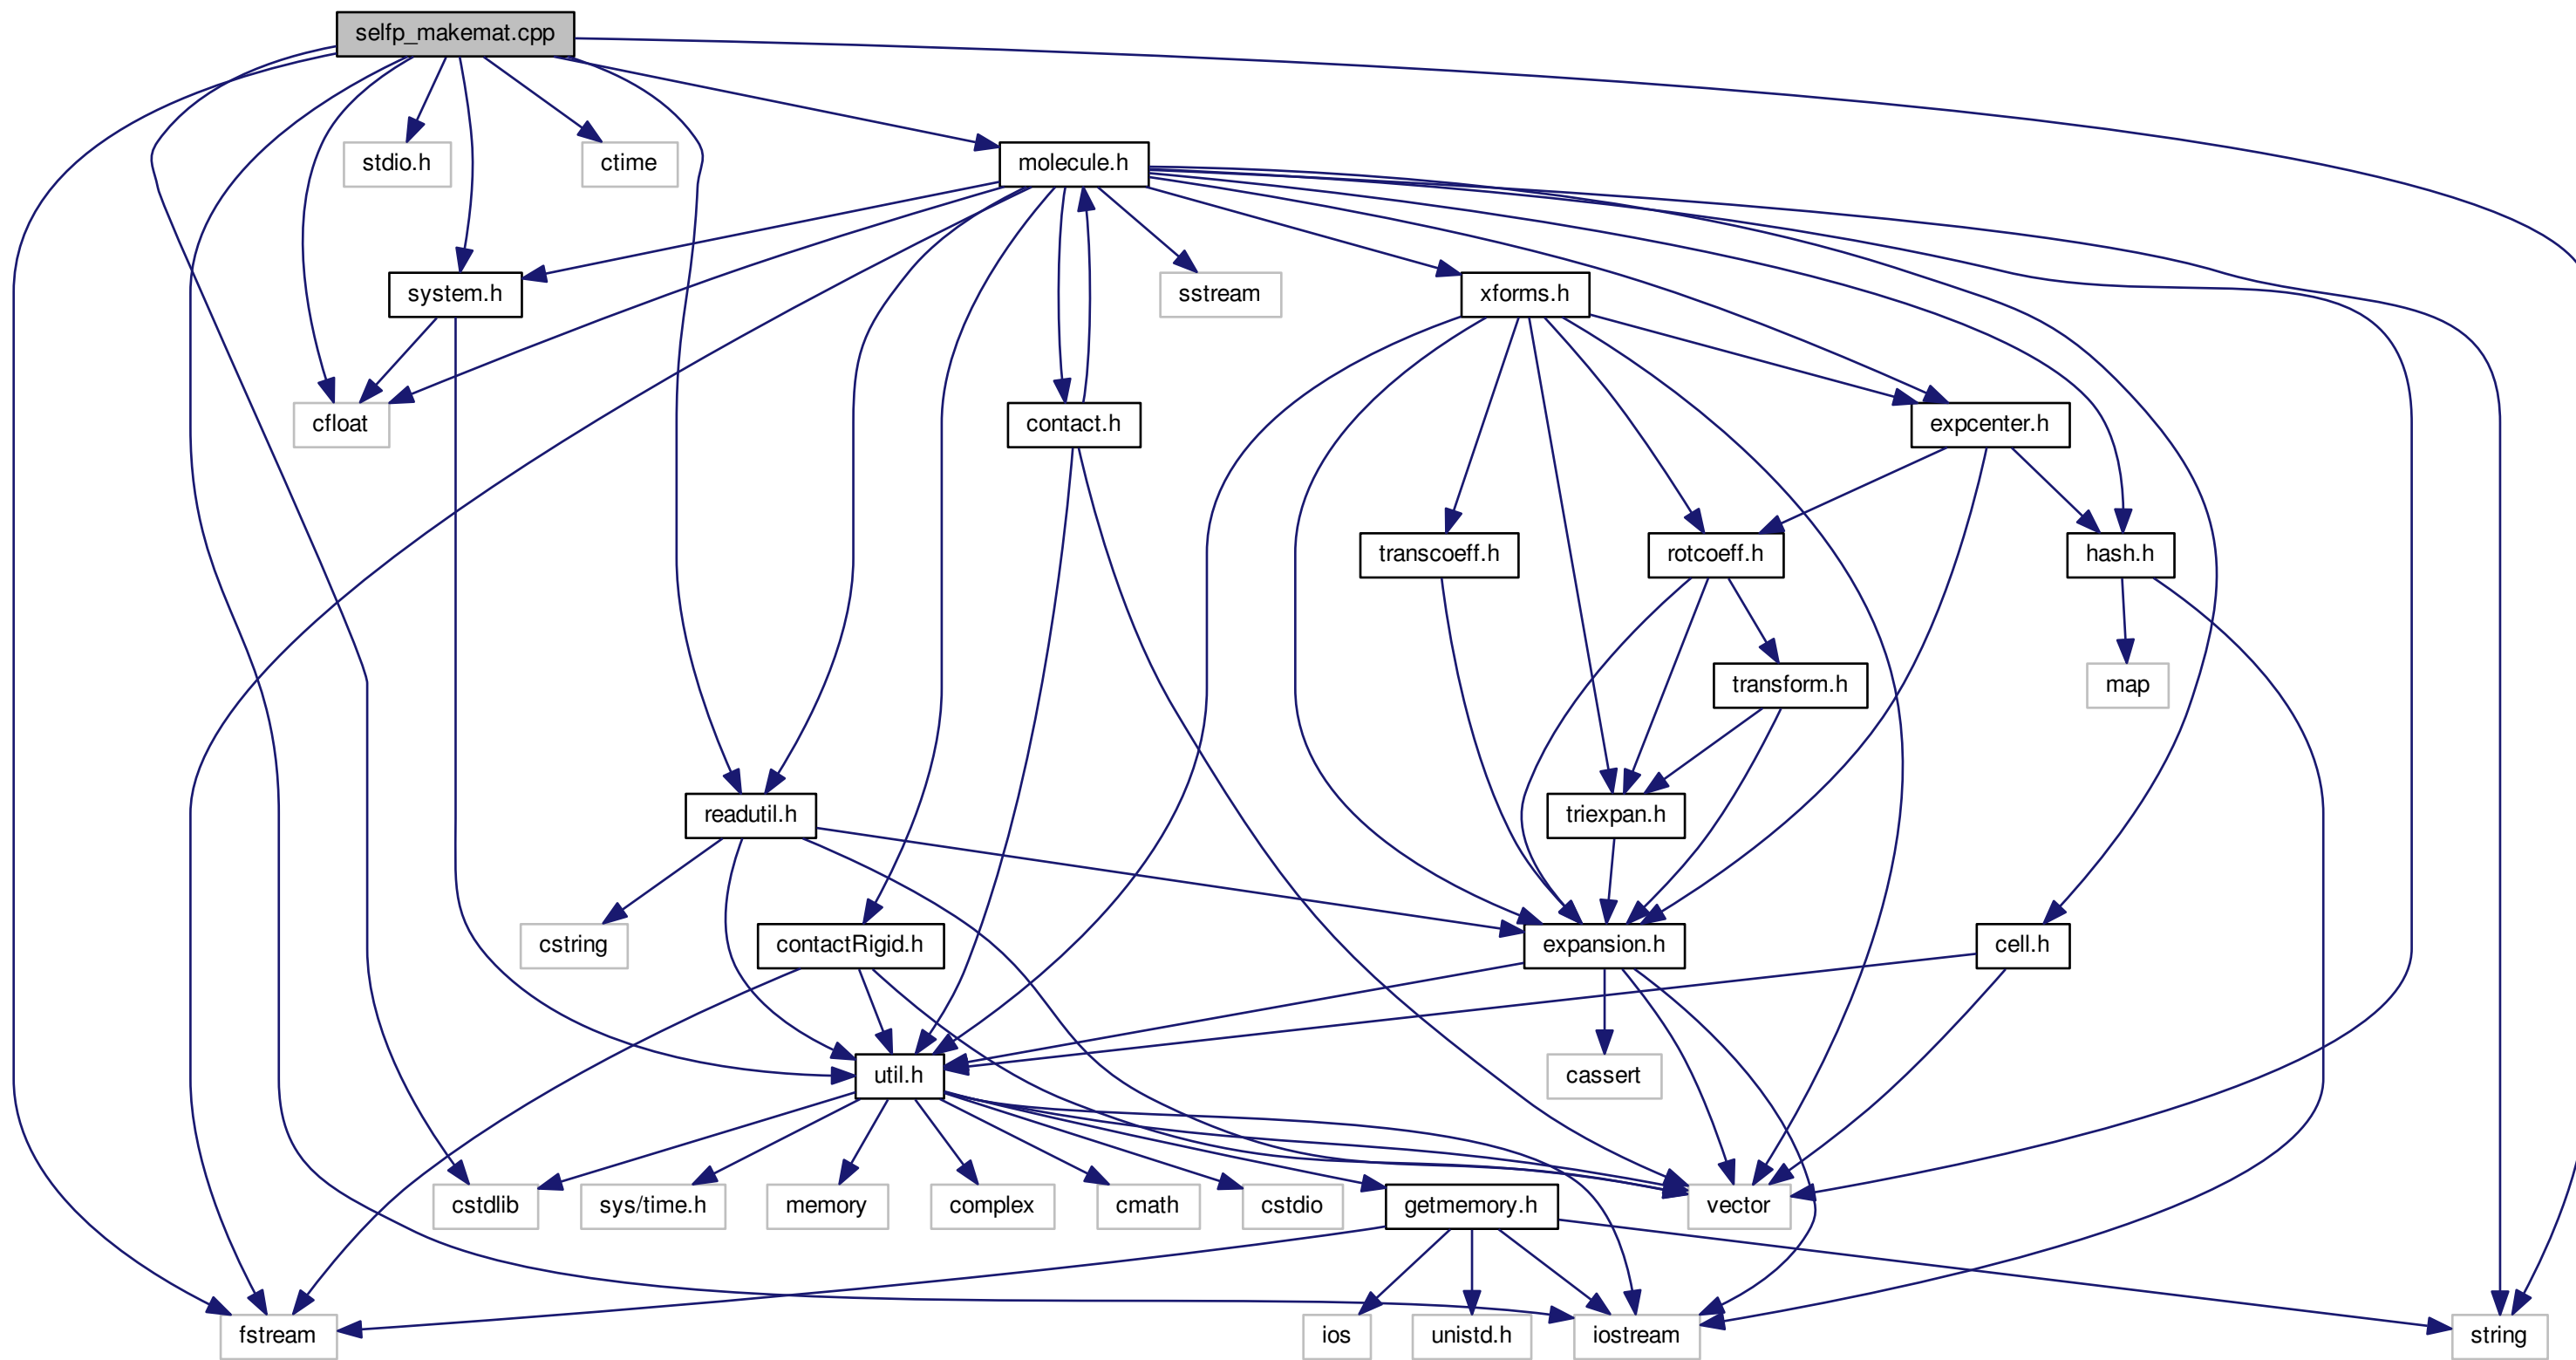 selfp_makemat.cpp
stdio.h
ctime
molecule.h
system.h
sstream
xforms.h
cfloat
contact.h
expcenter.h
transcoeff.h
rotcoeff.h
hash.h
transform.h
map
readutil.h
triexpan.h
cstring
contactRigid.h
expansion.h
cell.h
util.h
cassert
cstdlib
sys/time.h
memory
complex
cmath
cstdio
getmemory.h
vector
fstream
ios
unistd.h
iostream
string